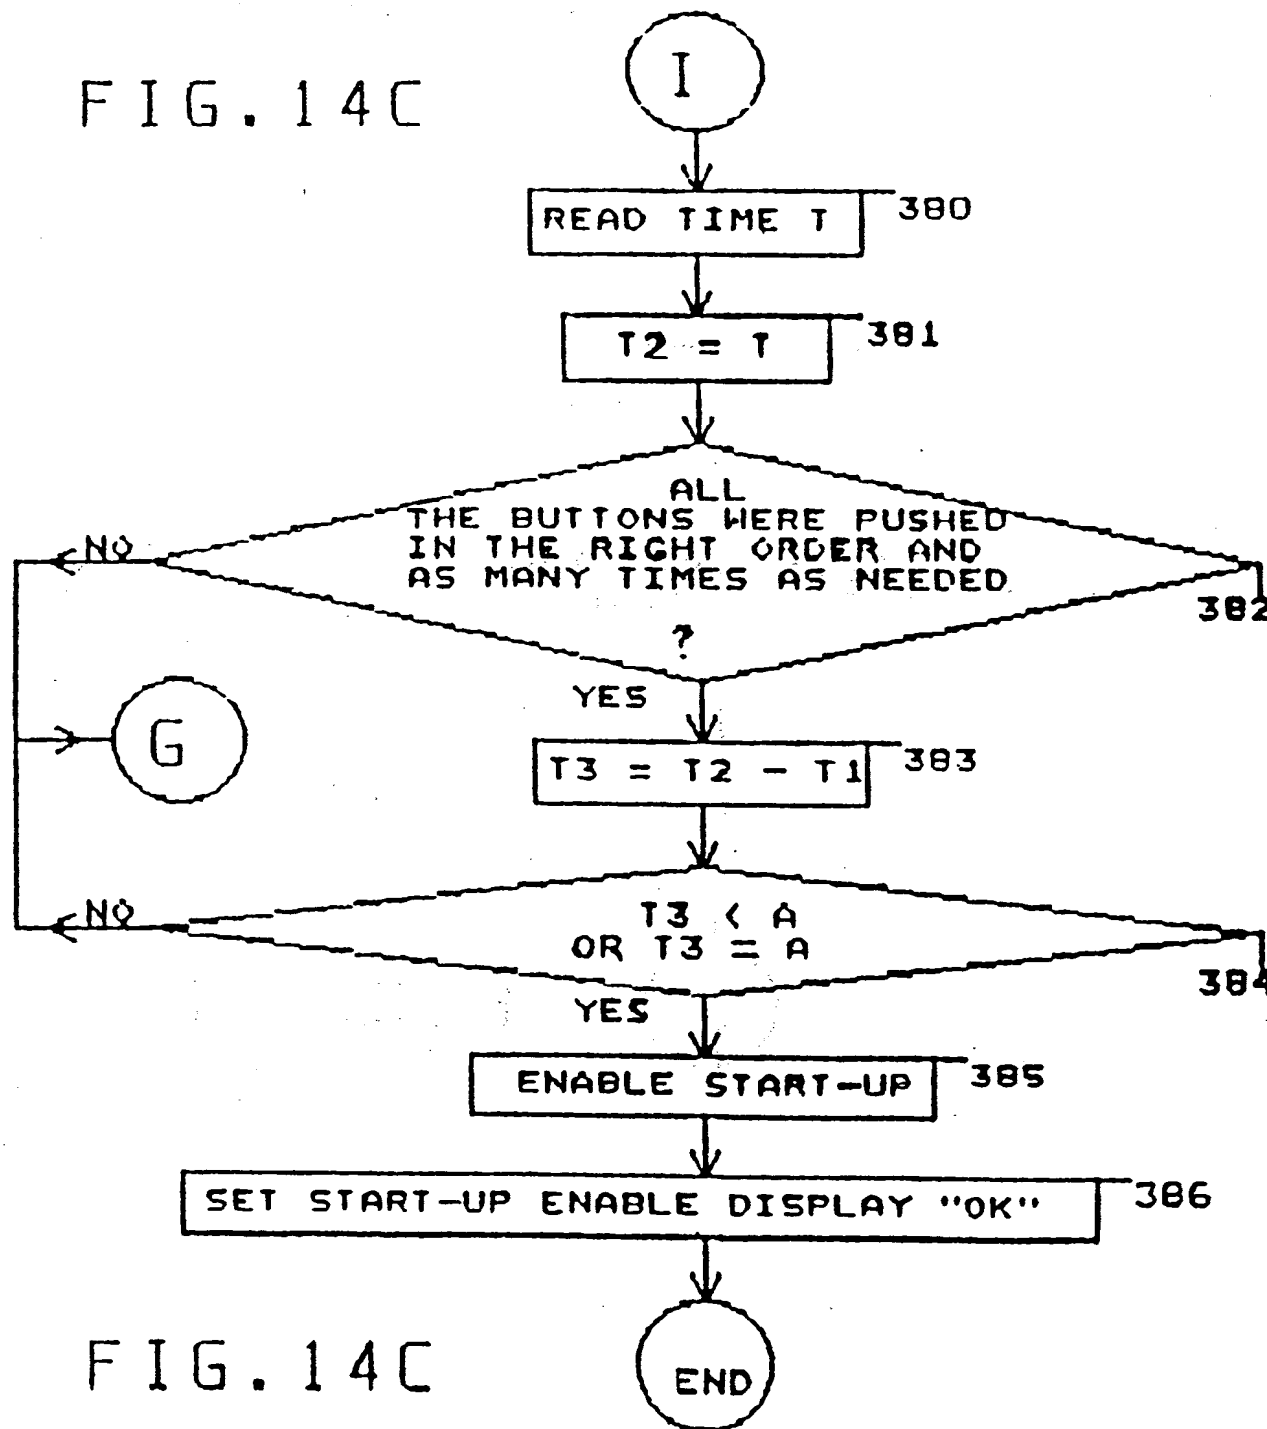 FIG.14C
I
READ TIME T
380
T2 = T
381
ALL
THE BUTTONS WERE PUSHED
IN THE RIGHT ORDER AND
AS MANY TIMES AS NEEDED
?
382
NO
YES
G
T3 = T2 - T1
383
NO
T3 < A
OR T3 = A
384
YES
ENABLE START-UP
385
SET START-UP ENABLE DISPLAY "OK"
386
FIG.14C
END